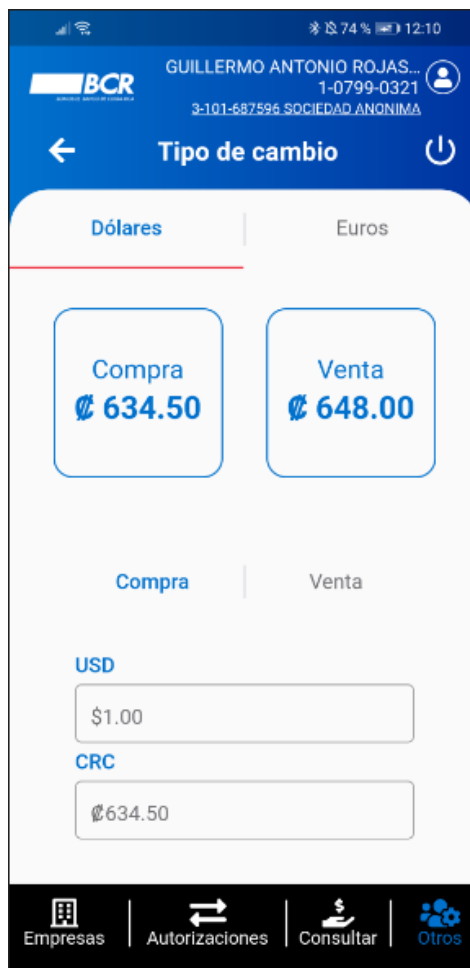 74 % 12:10
BCR
GUILLERMO ANTONIO ROJAS...
1-0799-0321
3-101-687596 SOCIEDAD ANONIMA
Tipo de cambio
Dólares Euros
Compra Venta
₡ 634.50 ₡ 648.00
Compra Venta
USD
$1.00
CRC
₡634.50
Empresas Autorizaciones Consultar Otros